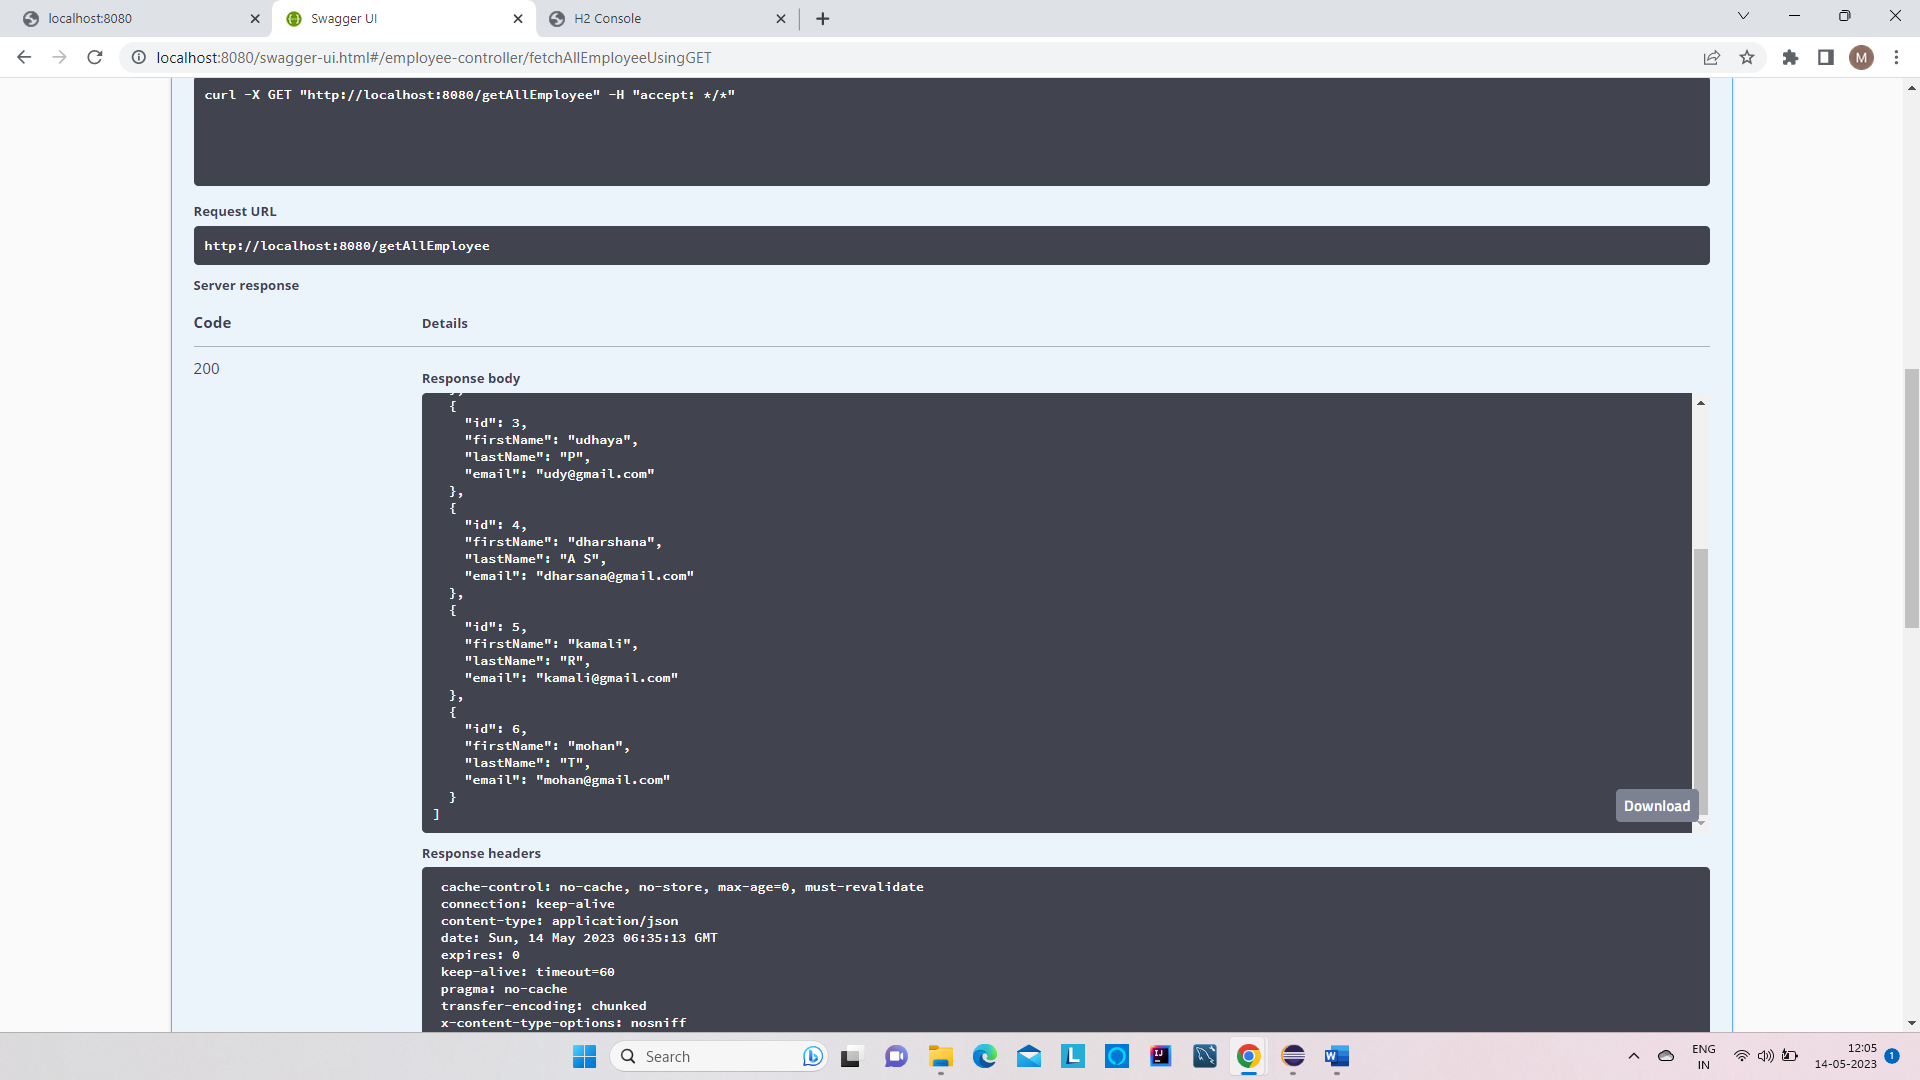 localhost:8080
Swagger UI
H2 Console
localhost:8080/swagger-ui.html#/employee-controller/fetchAllEmployeeUsingGET
M
curl -X GET "http://localhost:8080/getAllEmployee" -H "accept: */*"
Request URL
http://localhost:8080/getAllEmployee
Server response
Code
Details
200
Response body
{
"id": 3,
"firstName": "udhaya",
"lastName": "P",
"email": "udy@gmail.com"
},
{
"id": 4,
"firstName": "dharshana",
"lastName": "A S",
"email": "dharsana@gmail.com"
},
{
"id": 5,
"firstName": "kamali",
"lastName": "R",
"email": "kamali@gmail.com"
},
{
"id": 6,
"firstName": "mohan",
"lastName": "T",
"email": "mohan@gmail.com"
}
]
Download
Response headers
cache-control: no-cache, no-store, max-age=0, must-revalidate
connection: keep-alive
content-type: application/json
date: Sun, 14 May 2023 06:35:13 GMT
expires: 0
keep-alive: timeout=60
pragma: no-cache
transfer-encoding: chunked
x-content-type-options: nosniff
Search
ENG
IN
12:05
14-05-2023
1